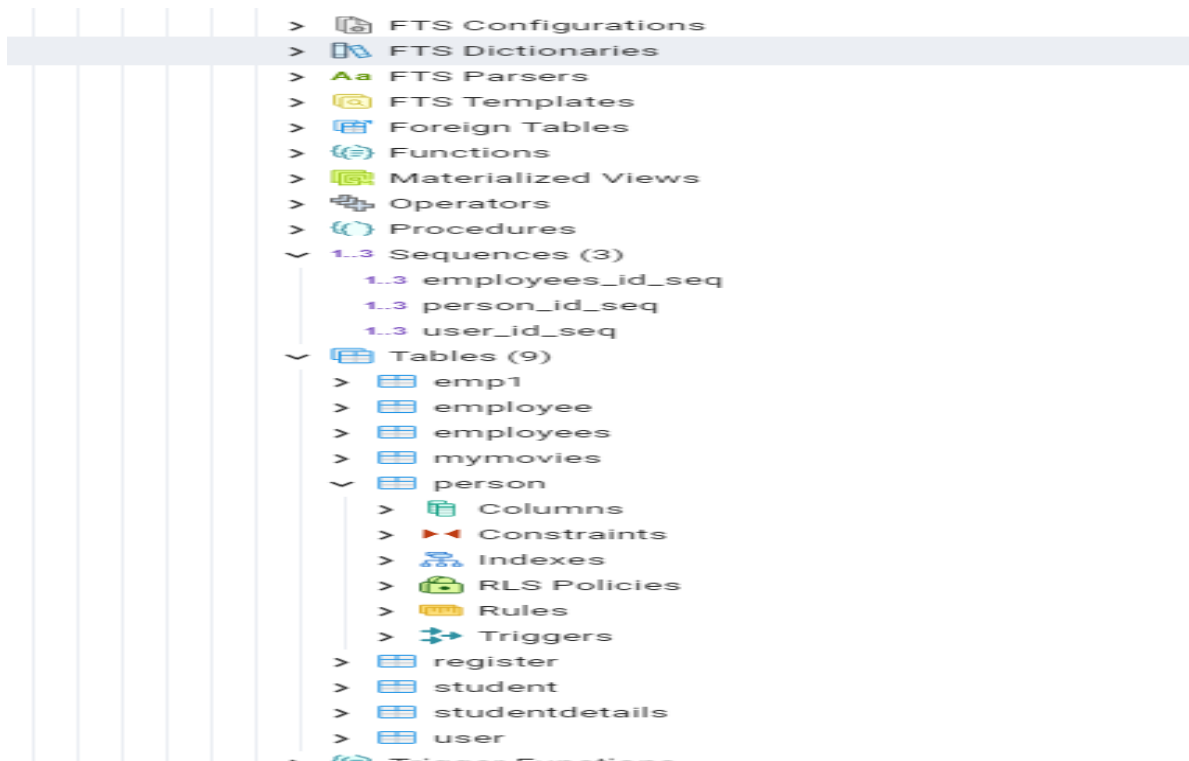 FTS Configurations
FTS Dictionaries
Aa FTS Parsers
FTS Templates
Foreign Tables
Functions
Materialized Views
Operators
Procedures
1..3 Sequences (3)
1..3 employees_id_seq
1..3 person_id_seq
1..3 user_id_seq
Tables (9)
emp1
employee
employees
mymovies
person
Columns
Constraints
Indexes
RLS Policies
Rules
Triggers
register
student
studentdetails
user